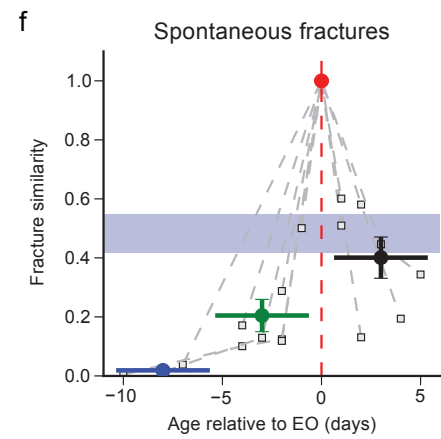 f
Spontaneous fractures
Fracture similarity
1.0
0.8
0.6
0.4
0.2
0.0
−10 −5 0 5
Age relative to EO (days)